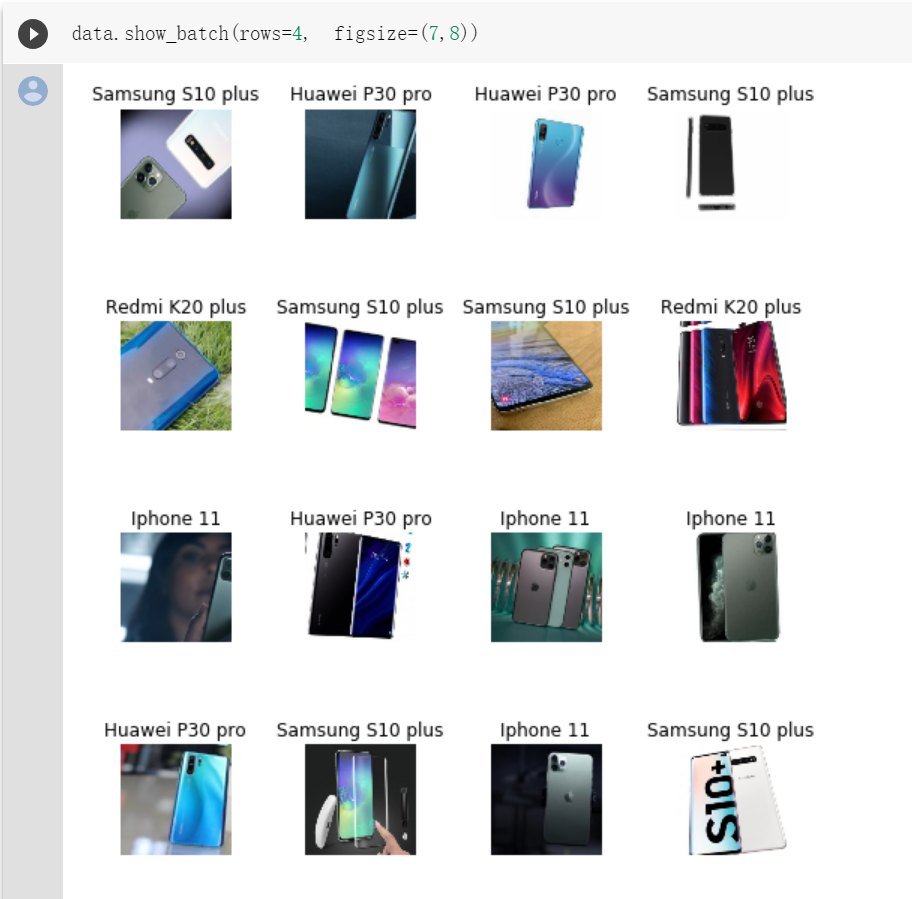 data.show_batch(rows=4, figsize=(7,8))
Samsung S10 plus Huawei P30 pro Huawei P30 pro Samsung S10 plus
Redmi K20 plus Samsung S10 plus Samsung S10 plus Redmi K20 plus
Iphone 11 Huawei P30 pro Iphone 11 Iphone 11
Huawei P30 pro Samsung S10 plus Iphone 11 Samsung S10 plus
S10+